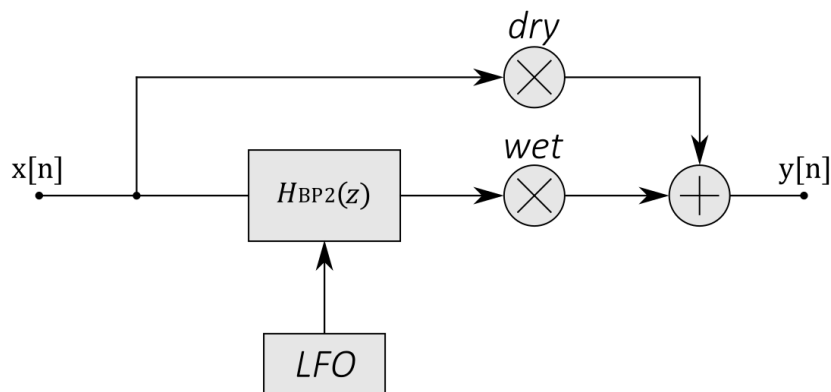 dry
wet
x[n]
HBP2(z)
y[n]
LFO